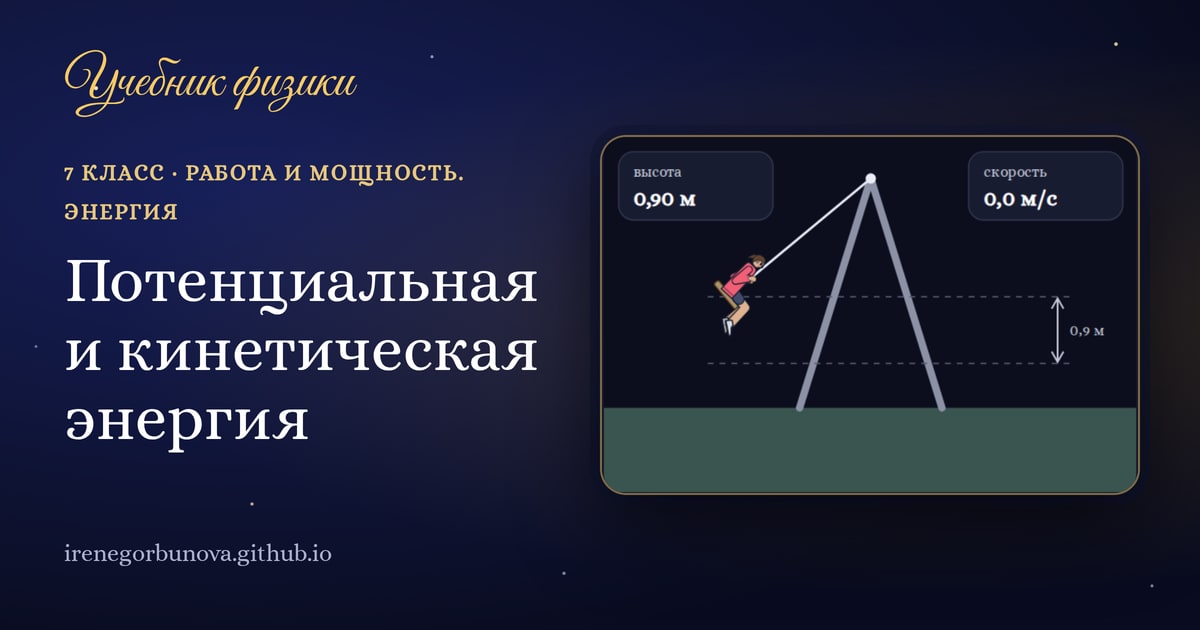 Учебник физики
7 КЛАСС · РАБОТА И МОЩНОСТЬ.
ЭНЕРГИЯ
Потенциальная
и кинетическая
энергия
irenegorbunova.github.io
высота
0,90 м
скорость
0,0 м/с
0,9 м